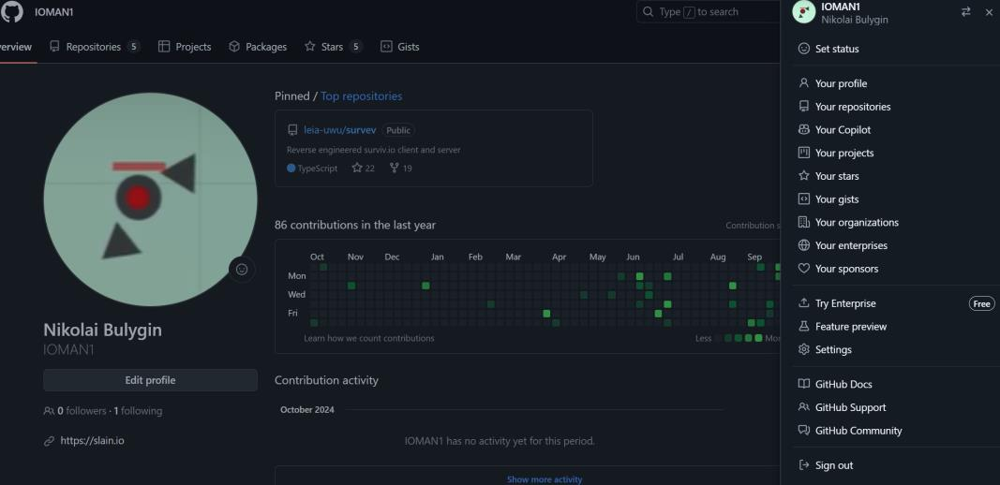 IOMAN1
Type / to search
erview
Repositories 5
Projects
Packages
Stars 5
Gists
Pinned / Top repositories
leia-uwu/survev Public
Reverse engineered surviv.io client and server
TypeScript 22 19
86 contributions in the last year
Contribution s
Oct Nov Dec Jan Feb Mar Apr May Jun Jul Aug Sep
Mon
Wed
Fri
Learn how we count contributions
Less Mor
Nikolai Bulygin
IOMAN1
Edit profile
0 followers · 1 following
https://slain.io
Contribution activity
October 2024
IOMAN1 has no activity yet for this period.
Show more activity
IOMAN1
Nikolai Bulygin
Set status
Your profile
Your repositories
Your Copilot
Your projects
Your stars
Your gists
Your organizations
Your enterprises
Your sponsors
Try Enterprise Free
Feature preview
Settings
GitHub Docs
GitHub Support
GitHub Community
Sign out